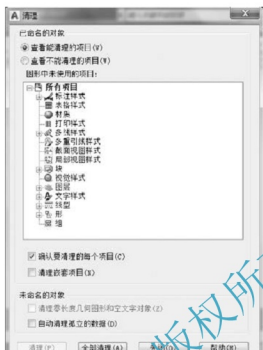 清理
已命名的对象
查看能清理的项目(V)
查看不能清理的项目(W)
图形中未使用的项目:
所有项目
标注样式
表格样式
材质
打印样式
多线样式
多重引线样式
截面视图样式
局部视图样式
块
视觉样式
图层
文字样式
线型
形
组
确认要清理的每个项目(C)
清理嵌套项目(N)
未命名的对象
清理零长度几何图形和空文字对象(Z)
自动清理孤立的数据(D)
清理(P)
全部清理(A)
关闭(O)
帮助(H)
版权所